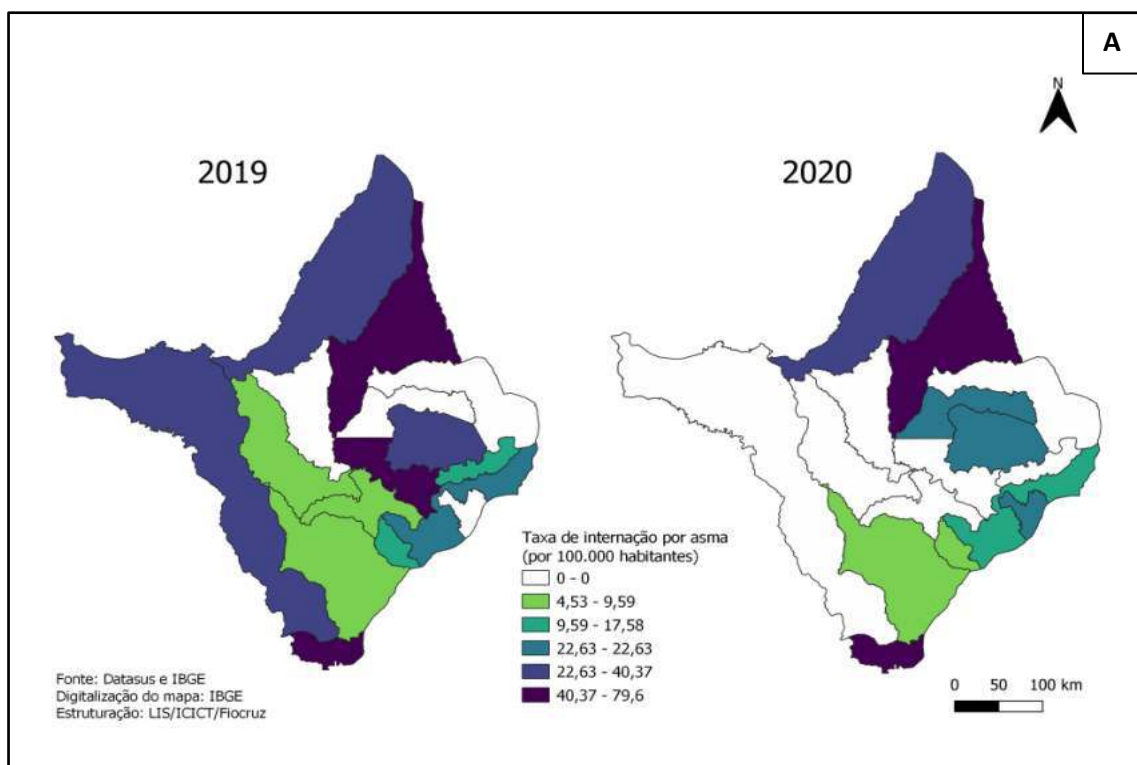 A
N
2019
2020
Taxa de internação por asma
(por 100.000 habitantes)
0 - 0
4,53 - 9,59
9,59 - 17,58
22,63 - 22,63
22,63 - 40,37
40,37 - 79,6
Fonte: Datasus e IBGE
Digitalização do mapa: IBGE
Estruturação: LIS/ICICT/Fiocruz
0 50 100 km